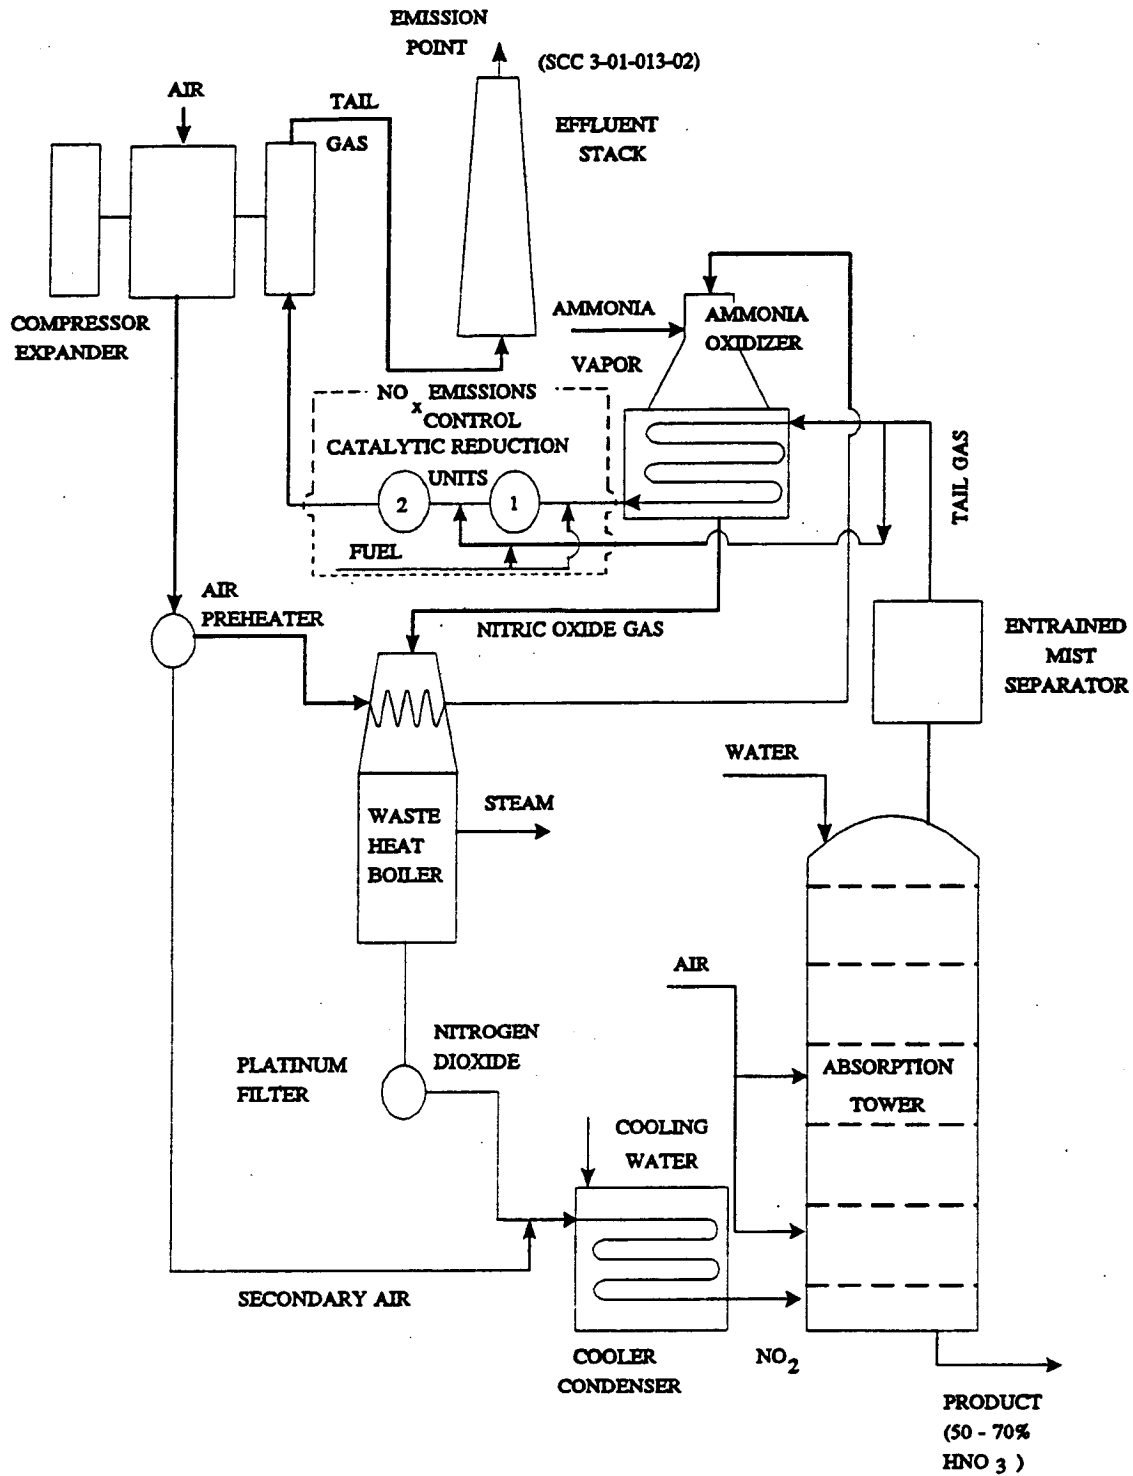 EMISSION
POINT
(SCC 3-01-013-02)
AIR
TAIL
GAS
EFFLUENT
STACK
COMPRESSOR
EXPANDER
AMMONIA
VAPOR
AMMONIA
OXIDIZER
NOx EMISSIONS
CONTROL
CATALYTIC REDUCTION
UNITS
2
1
FUEL
TAIL GAS
AIR
PREHEATER
NITRIC OXIDE GAS
ENTRAINED
MIST
SEPARATOR
WATER
STEAM
WASTE
HEAT
BOILER
AIR
NITROGEN
DIOXIDE
PLATINUM
FILTER
ABSORPTION
TOWER
COOLING
WATER
SECONDARY AIR
COOLER
CONDENSER
NO2
PRODUCT
(50 - 70%
HNO3 )